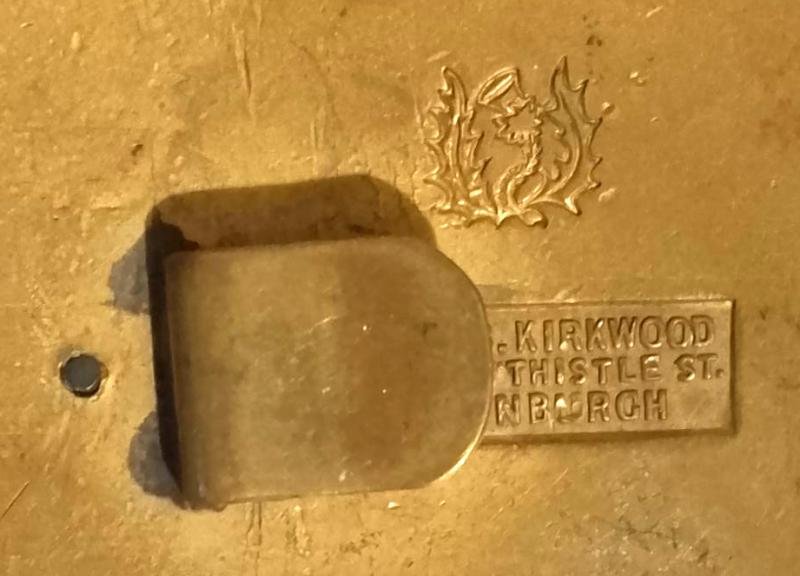 . KIRKWOOD
THISTLE ST.
NBURGH